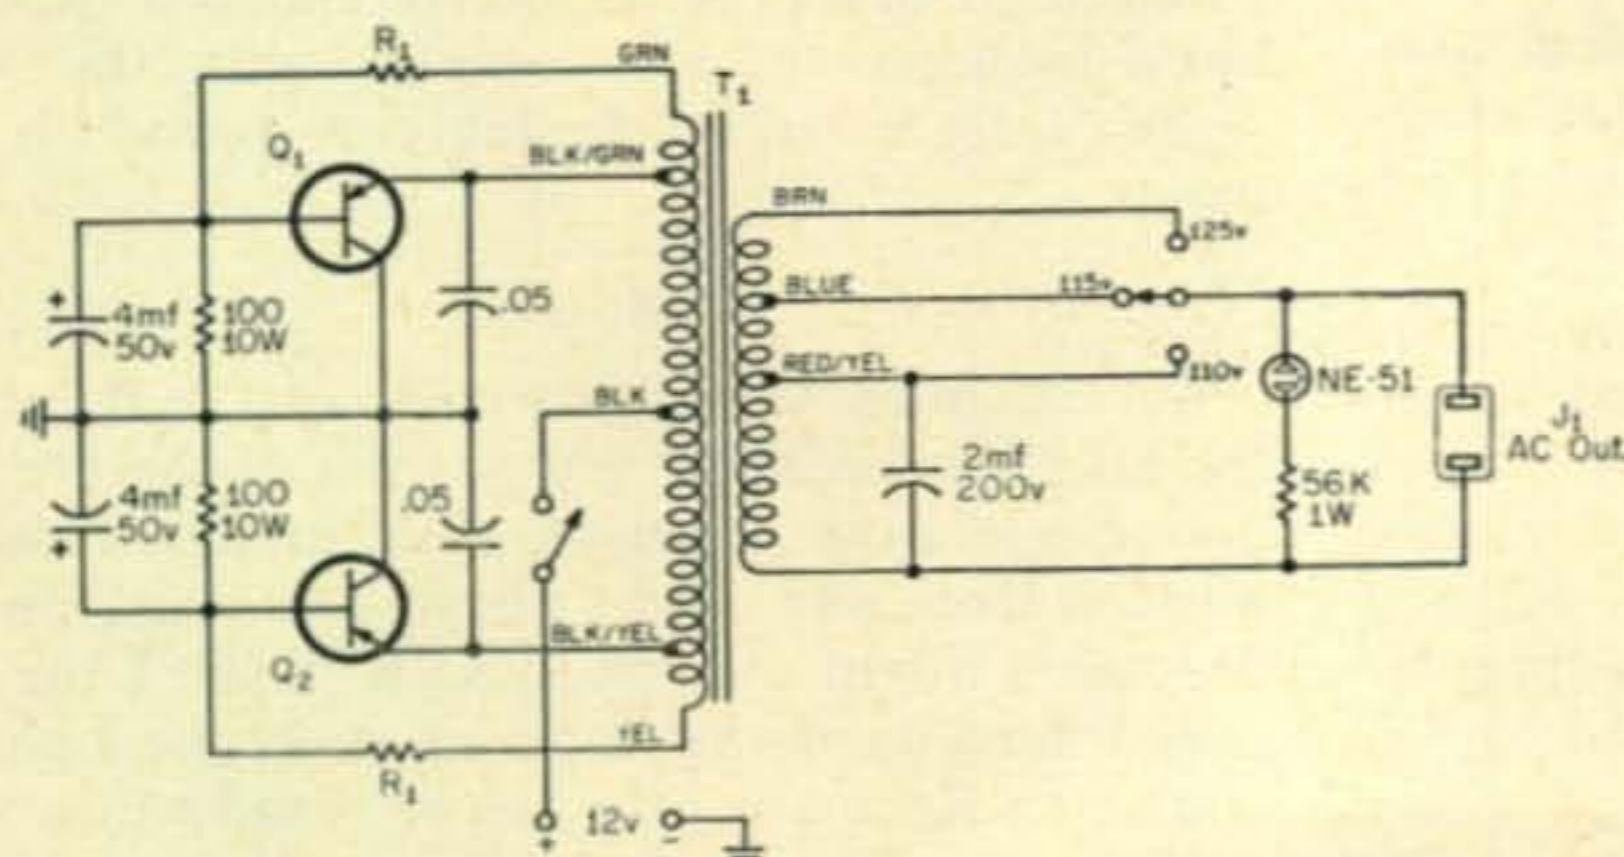 R1
GRN
T1
Q1
BLK/GRN
BRN
125v
BLUE
115v
4mf
50v
100
10W
.05
RED/YEL
110v
NE-51
BLK
J1
AC Out
4mf
50v
100
10W
.05
2mf
200v
56K
1W
Q2
BLK/YEL
YEL
R1
+ 12v -